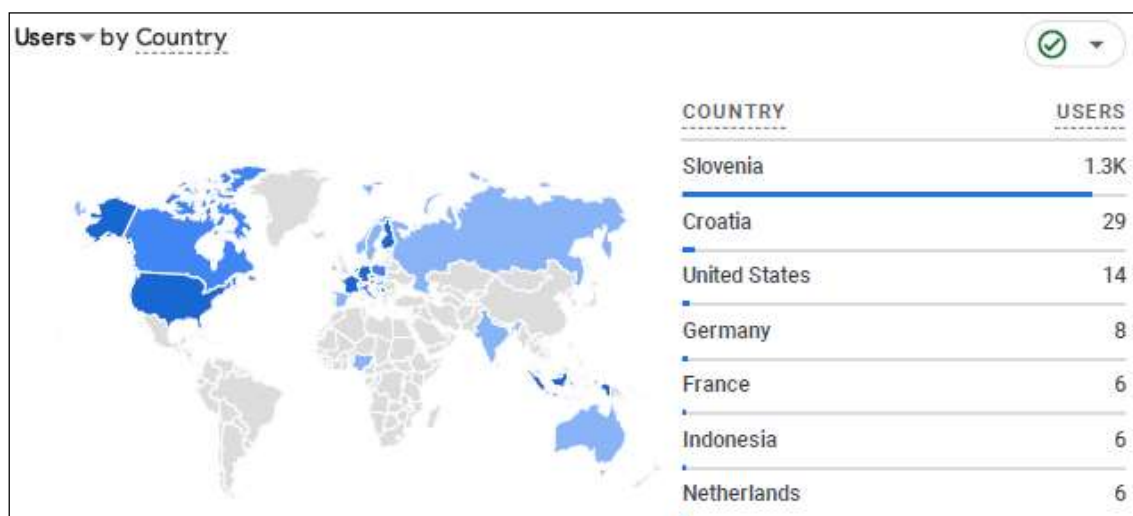 Users by Country
COUNTRY USERS
Slovenia 1.3K
Croatia 29
United States 14
Germany 8
France 6
Indonesia 6
Netherlands 6